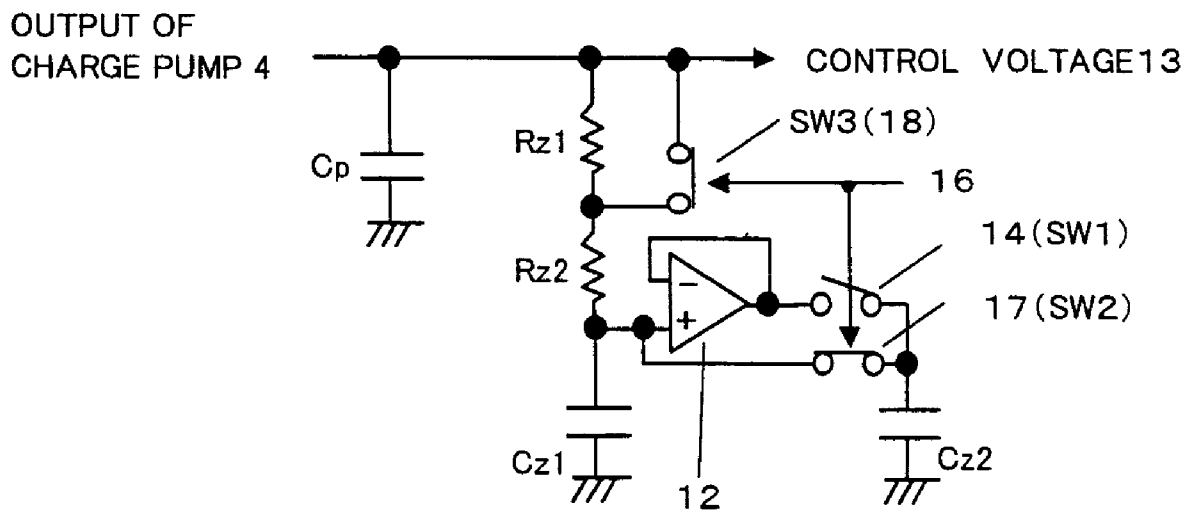 OUTPUT OF
CHARGE PUMP 4
CONTROL VOLTAGE13
SW3(18)
Rz1
Cp
16
14(SW1)
Rz2
−
17(SW2)
+
Cz1
Cz2
12